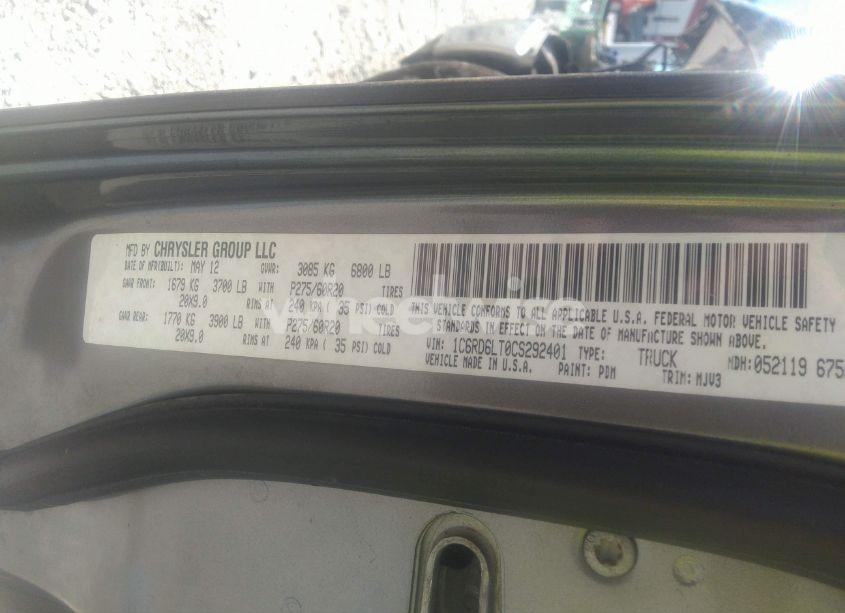 MFD BY CHRYSLER GROUP LLC
DATE OF MFD(BUILT): MAY 12 GVWR: 3085 KG 6800 LB
GAWR FRONT: 1679 KG 3700 LB WITH P275/60R20 TIRES
20X9.0 RIMS AT 240 KPA ( 35 PSI) COLD
GAWR REAR: 1770 KG 3900 LB WITH P275/60R20 TIRES
20X9.0 RIMS AT 240 KPA ( 35 PSI) COLD
THIS VEHICLE CONFORMS TO ALL APPLICABLE U.S.A. FEDERAL MOTOR VEHICLE SAFETY
STANDARDS IN EFFECT ON THE DATE OF MANUFACTURE SHOWN ABOVE.
VIN: 1C6RD6LT0CS292401 TYPE: TRUCK MDH:052119 675
VEHICLE MADE IN U.S.A. PAINT: PDM TRIM: MJV3